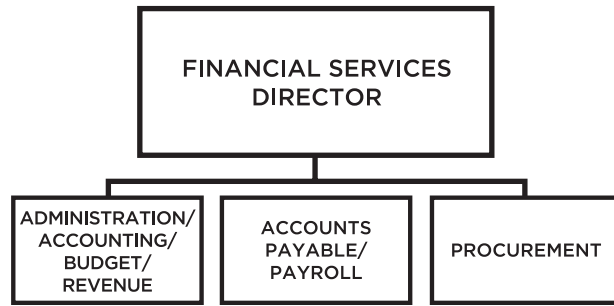 FINANCIAL SERVICES
DIRECTOR
ADMINISTRATION/
ACCOUNTING/
BUDGET/
REVENUE
ACCOUNTS
PAYABLE/
PAYROLL
PROCUREMENT